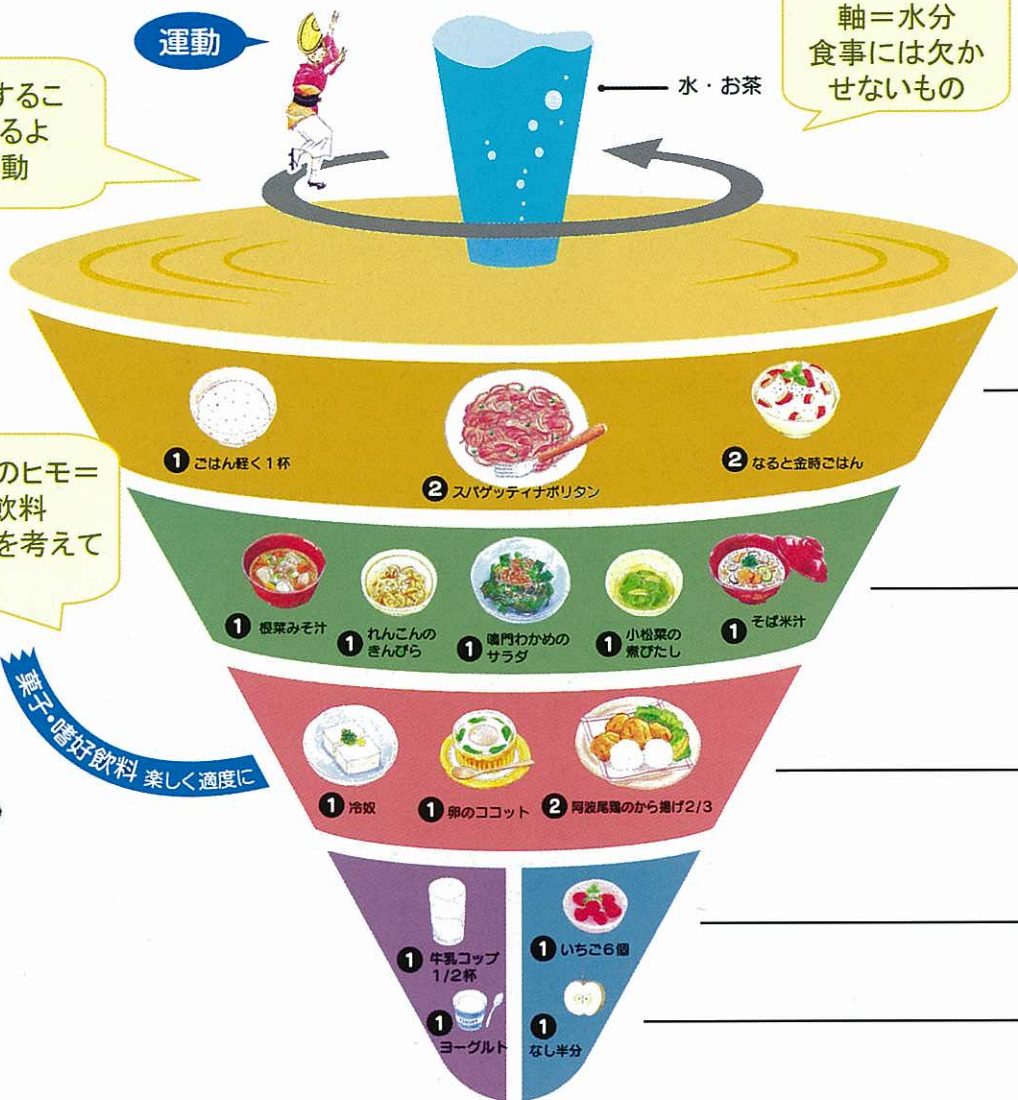 運動
軸＝水分
食事には欠か
せないもの
水・お茶
するこ
るよ
動
❶ ごはん軽く1杯
❷ スパゲッティナポリタン
❷ なると金時ごはん
のヒモ＝
飲料
を考えて
❶ 根菜みそ汁
❶ れんこんの
きんぴら
❶ 鳴門わかめの
サラダ
❶ 小松菜の
煮びたし
❶ そば米汁
菓子・嗜好飲料 楽しく適度に
❶ 冷奴
❶ 卵のココット
❷ 阿波尾鶏のから揚げ2/3
❶ 牛乳コップ
1/2杯
❶ いちご6個
❶
ヨーグルト
❶
なし半分